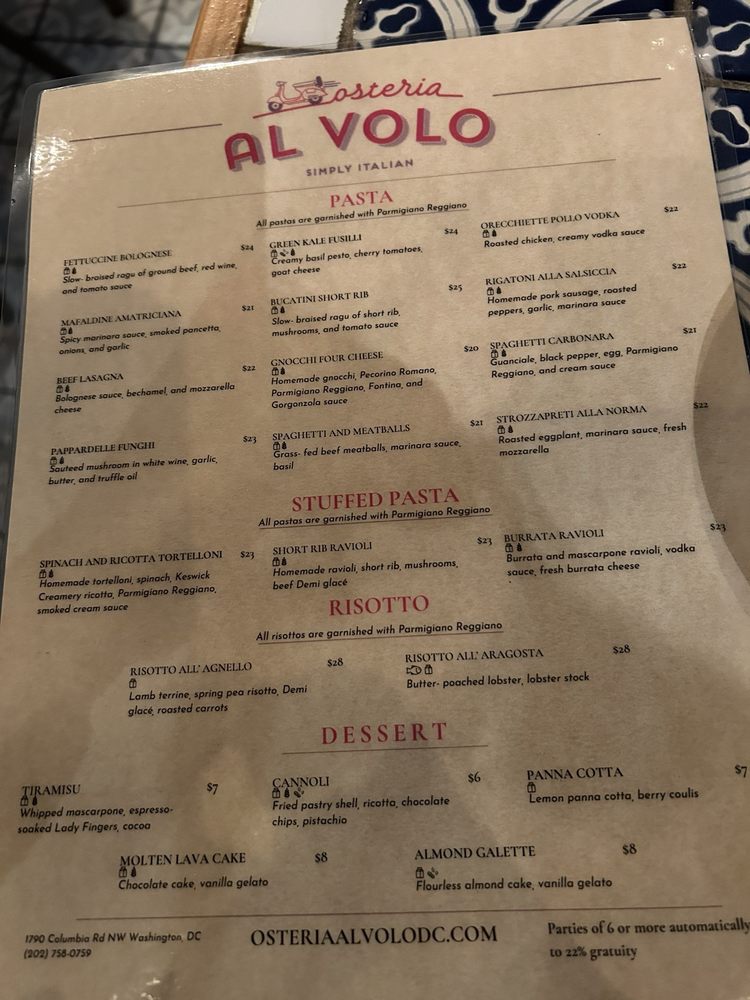 osteria
AL VOLO
SIMPLY ITALIAN
PASTA
All pastas are garnished with Parmigiano Reggiano
FETTUCCINE BOLOGNESE $24
Slow- braised ragu of ground beef, red wine,
and tomato sauce
GREEN KALE FUSILLI $24
Creamy basil pesto, cherry tomatoes,
goat cheese
ORECCHIETTE POLLO VODKA $22
Roasted chicken, creamy vodka sauce
MAFALDINE AMATRICIANA $21
Spicy marinara sauce, smoked pancetta,
onions, and garlic
BUCATINI SHORT RIB $25
Slow- braised ragu of short rib,
mushrooms, and tomato sauce
RIGATONI ALLA SALSICCIA $22
Homemade pork sausage, roasted
peppers, garlic, marinara sauce
BEEF LASAGNA $22
Bolognese sauce, bechamel, and mozzarella
cheese
GNOCCHI FOUR CHEESE $20
Homemade gnocchi, Pecorino Romano,
Parmigiano Reggiano, Fontina, and
Gorgonzola sauce
SPAGHETTI CARBONARA $21
Guanciale, black pepper, egg, Parmigiano
Reggiano, and cream sauce
PAPPARDELLE FUNGHI $23
Sauteed mushroom in white wine, garlic,
butter, and truffle oil
SPAGHETTI AND MEATBALLS $21
Grass- fed beef meatballs, marinara sauce,
basil
STROZZAPRETI ALLA NORMA $22
Roasted eggplant, marinara sauce, fresh
mozzarella
STUFFED PASTA
All pastas are garnished with Parmigiano Reggiano
SPINACH AND RICOTTA TORTELLONI $23
Homemade tortelloni, spinach, Keswick
Creamery ricotta, Parmigiano Reggiano,
smoked cream sauce
SHORT RIB RAVIOLI $23
Homemade ravioli, short rib, mushrooms,
beef Demi glacé
BURRATA RAVIOLI $23
Burrata and mascarpone ravioli, vodka
sauce, fresh burrata cheese
RISOTTO
All risottos are garnished with Parmigiano Reggiano
RISOTTO ALL' AGNELLO $28
Lamb terrine, spring pea risotto, Demi
glacé, roasted carrots
RISOTTO ALL' ARAGOSTA $28
Butter- poached lobster, lobster stock
DESSERT
TIRAMISU $7
Whipped mascarpone, espresso-
soaked Lady Fingers, cocoa
CANNOLI $6
Fried pastry shell, ricotta, chocolate
chips, pistachio
PANNA COTTA $7
Lemon panna cotta, berry coulis
MOLTEN LAVA CAKE $8
Chocolate cake, vanilla gelato
ALMOND GALETTE $8
Flourless almond cake, vanilla gelato
1790 Columbia Rd NW Washington, DC
(202) 758-0759
OSTERIAALVOLODC.COM
Parties of 6 or more automatically
to 22% gratuity